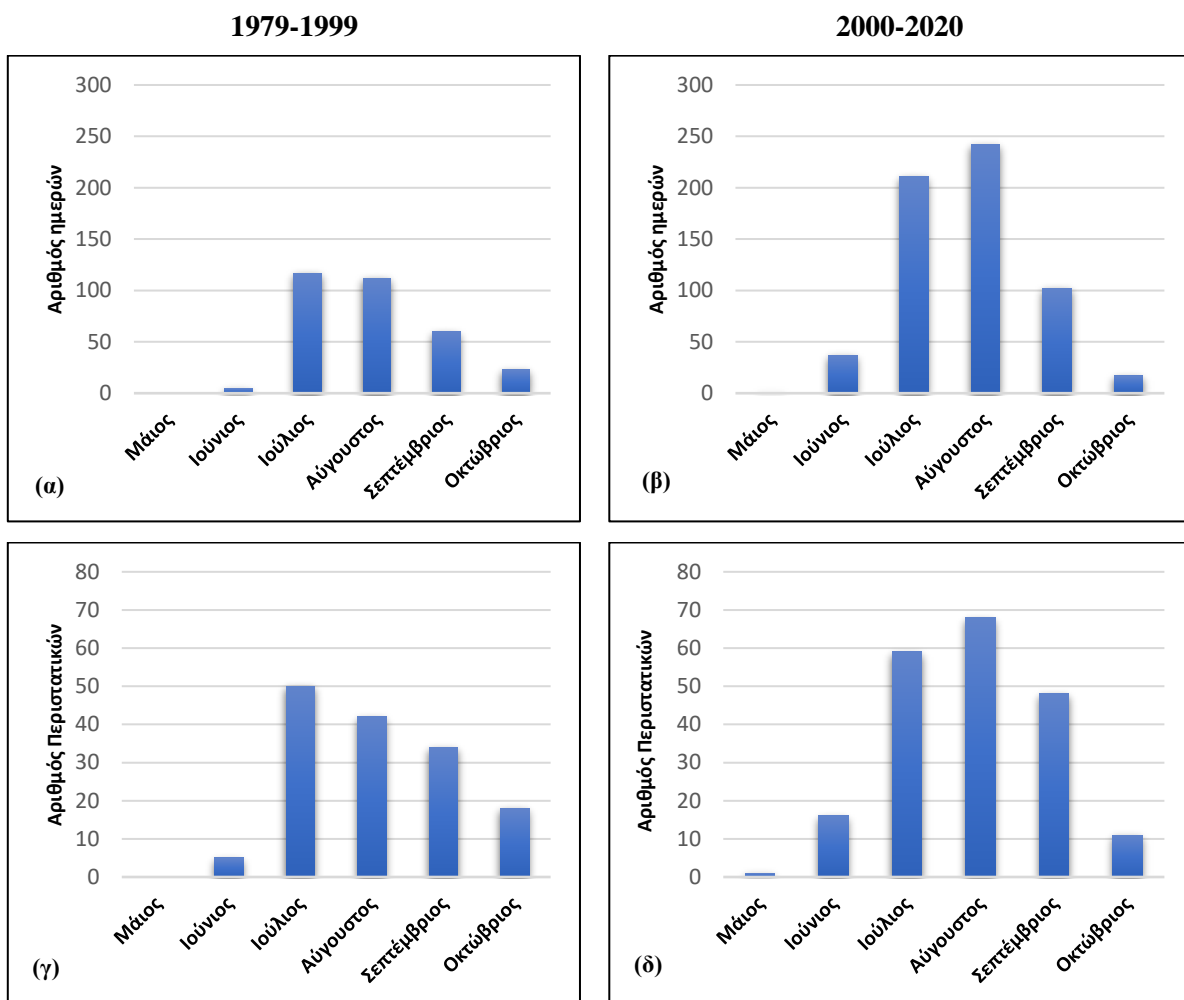 1979-1999
2000-2020
300
250
200
150
100
50
0
Αριθμός ημερών
Μάιος
Ιούνιος
Ιούλιος
Αύγουστος
Σεπτέμβριος
Οκτώβριος
(α)
300
250
200
150
100
50
0
Αριθμός ημερών
Μάιος
Ιούνιος
Ιούλιος
Αύγουστος
Σεπτέμβριος
Οκτώβριος
(β)
80
70
60
50
40
30
20
10
0
Αριθμός Περιστατικών
Μάιος
Ιούνιος
Ιούλιος
Αύγουστος
Σεπτέμβριος
Οκτώβριος
(γ)
80
70
60
50
40
30
20
10
0
Αριθμός Περιστατικών
Μάιος
Ιούνιος
Ιούλιος
Αύγουστος
Σεπτέμβριος
Οκτώβριος
(δ)